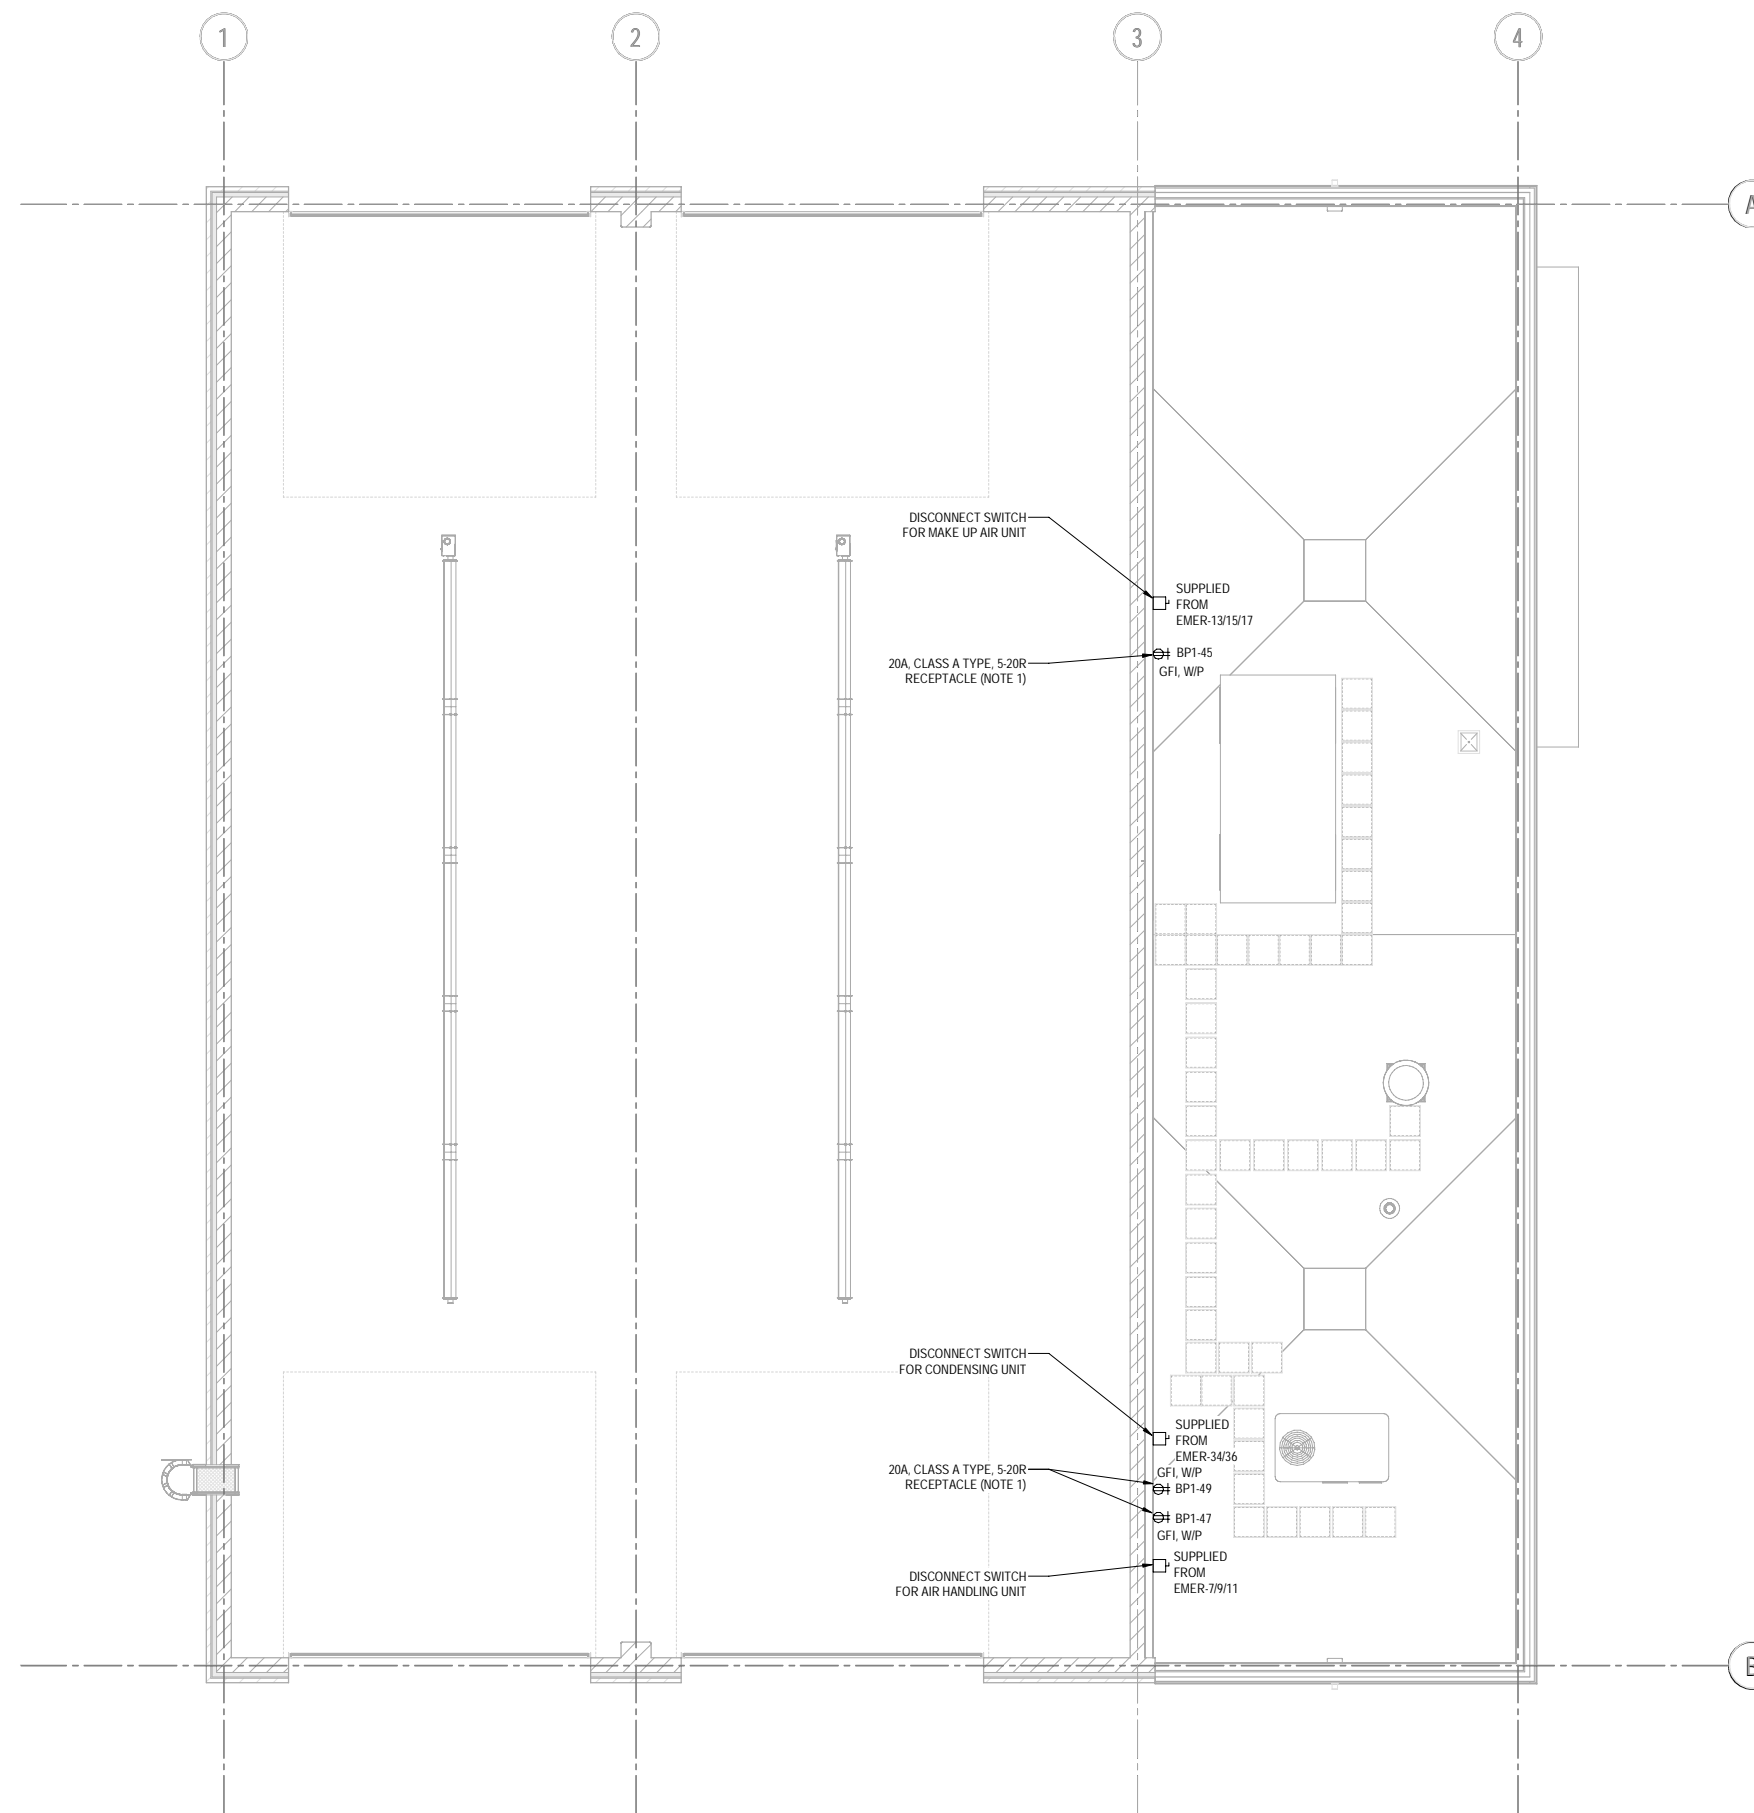 1
2
3
4
A
DISCONNECT SWITCH
FOR MAKE UP AIR UNIT
SUPPLIED
FROM
EMER-13/15/17
20A, CLASS A TYPE, 5-20R
RECEPTACLE (NOTE 1)
BP1-45
GFI, W/P
DISCONNECT SWITCH
FOR CONDENSING UNIT
SUPPLIED
FROM
EMER-34/36
GFI, W/P
20A, CLASS A TYPE, 5-20R
RECEPTACLE (NOTE 1)
BP1-49
BP1-47
GFI, W/P
DISCONNECT SWITCH
FOR AIR HANDLING UNIT
SUPPLIED
FROM
EMER-7/9/11
B